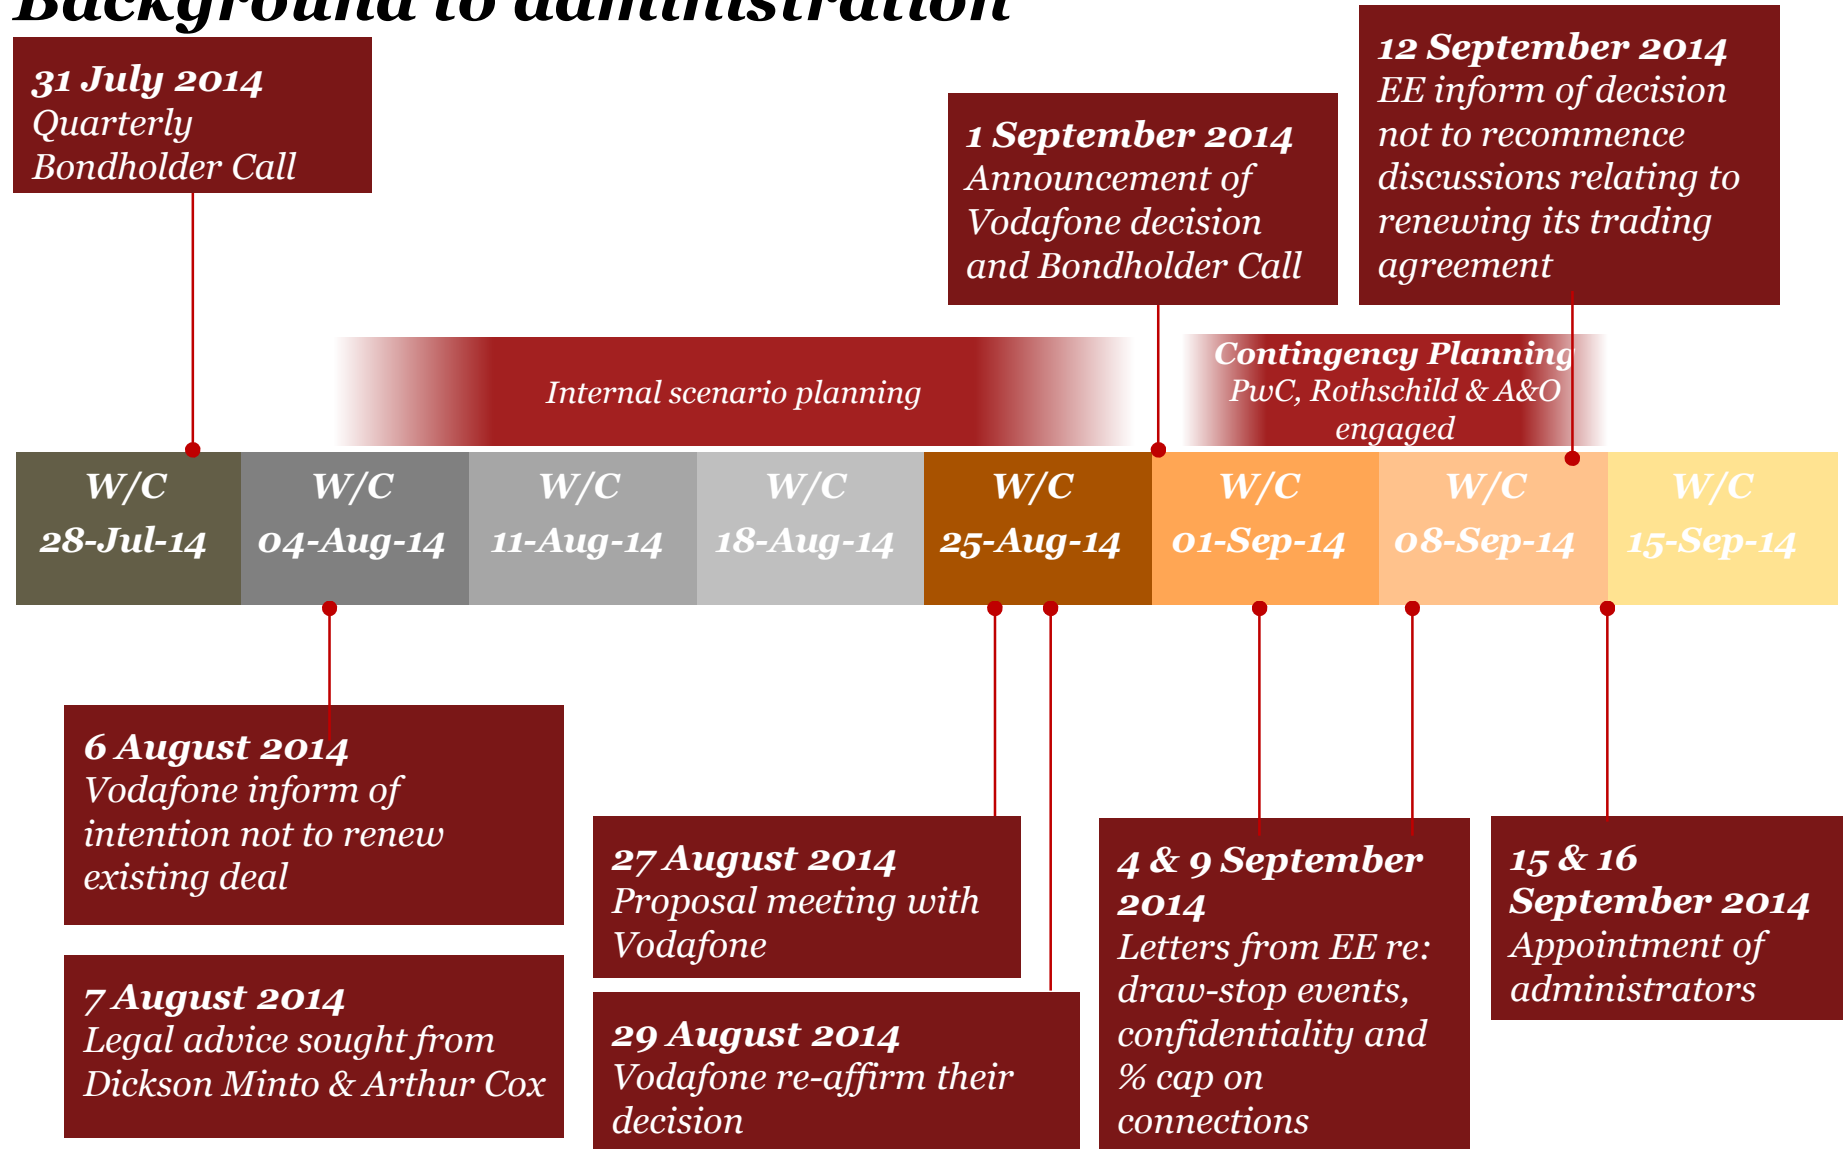 Background to administration
31 July 2014
Quarterly
Bondholder Call
1 September 2014
Announcement of
Vodafone decision
and Bondholder Call
12 September 2014
EE inform of decision
not to recommence
discussions relating to
renewing its trading
agreement
Internal scenario planning
Contingency Planning
PwC, Rothschild & A&O
engaged
W/C
28-Jul-14
W/C
04-Aug-14
W/C
11-Aug-14
W/C
18-Aug-14
W/C
25-Aug-14
W/C
01-Sep-14
W/C
08-Sep-14
W/C
15-Sep-14
6 August 2014
Vodafone inform of
intention not to renew
existing deal
7 August 2014
Legal advice sought from
Dickson Minto & Arthur Cox
27 August 2014
Proposal meeting with
Vodafone
29 August 2014
Vodafone re-affirm their
decision
4 & 9 September
2014
Letters from EE re:
draw-stop events,
confidentiality and
% cap on
connections
15 & 16
September 2014
Appointment of
administrators